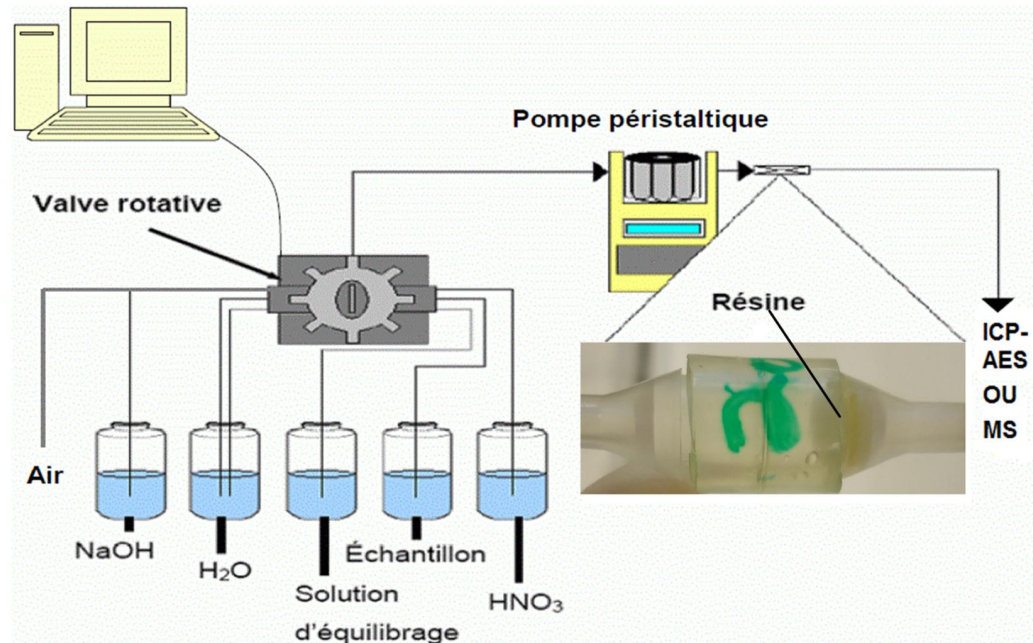 Pompe péristaltique
Valve rotative
Résine
ICP-
AES
OU
MS
Air
NaOH
H₂O
Solution
d'équilibrage
Échantillon
HNO₃